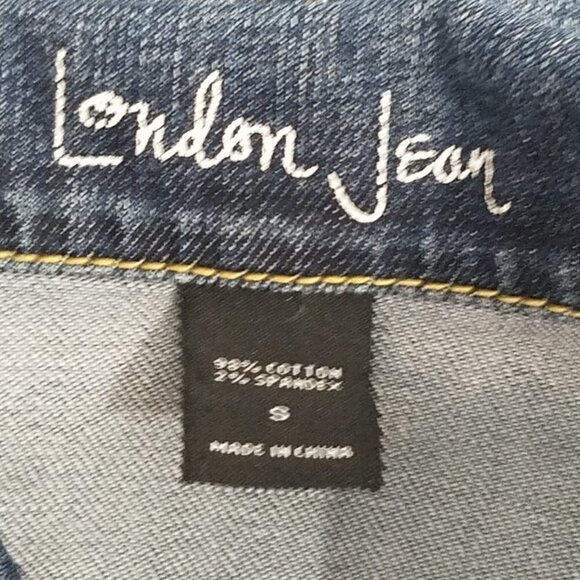 London Jean
98% COTTON
2% SPANDEX
S
MADE IN CHINA